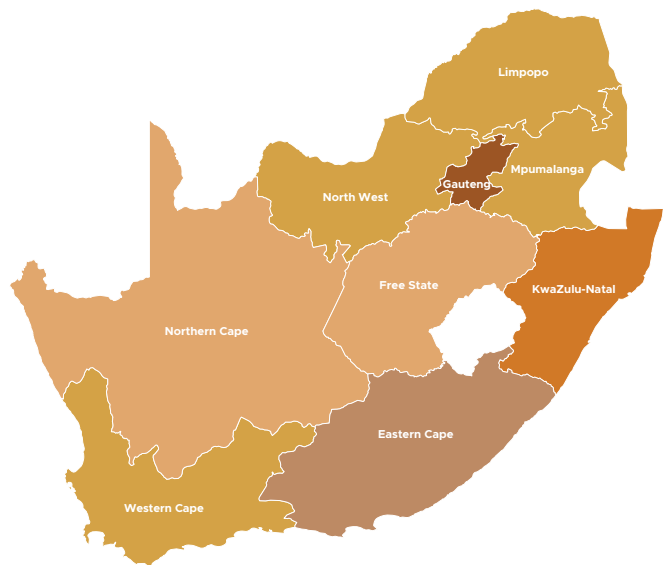 Limpopo
Mpumalanga
Gauteng
North West
Free State
KwaZulu-Natal
Northern Cape
Eastern Cape
Western Cape